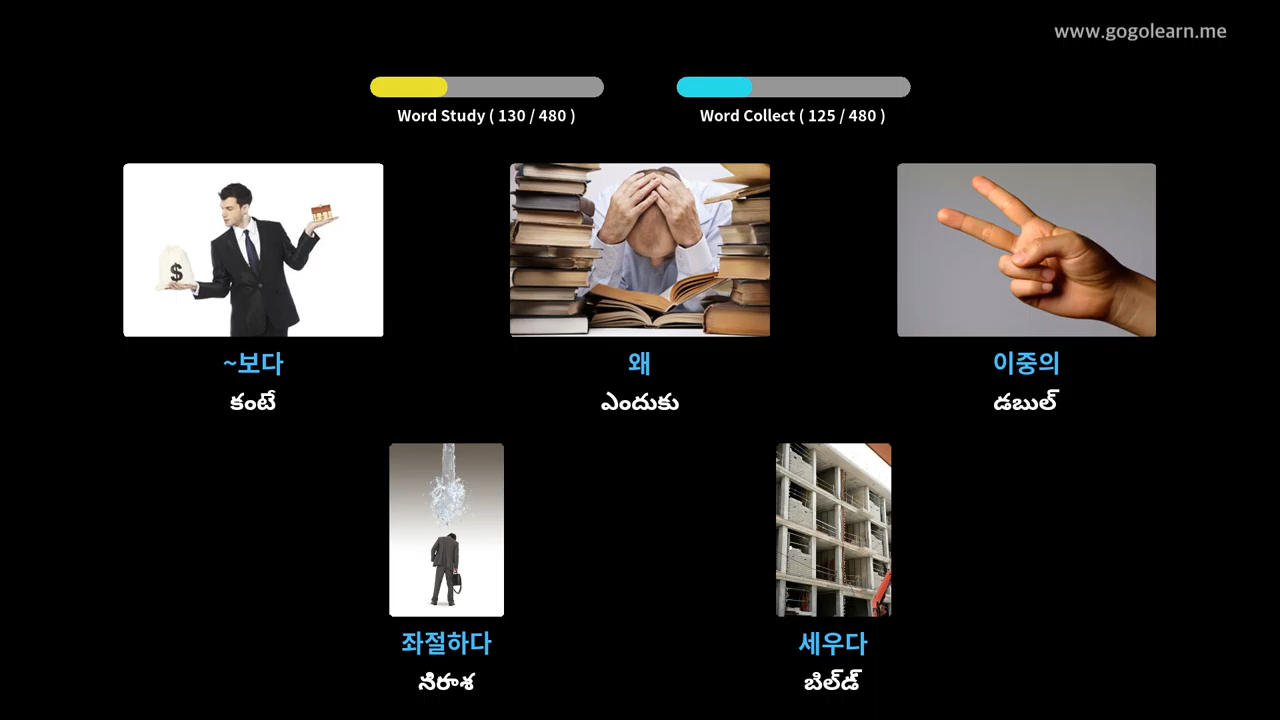 www.gogolearn.me
Word Study ( 130 / 480 )
Word Collect ( 125 / 480 )
$
~보다
కంటే
왜
ఎందుకు
이중의
డబుల్
좌절하다
నిరాశ
세우다
బిల్డ్